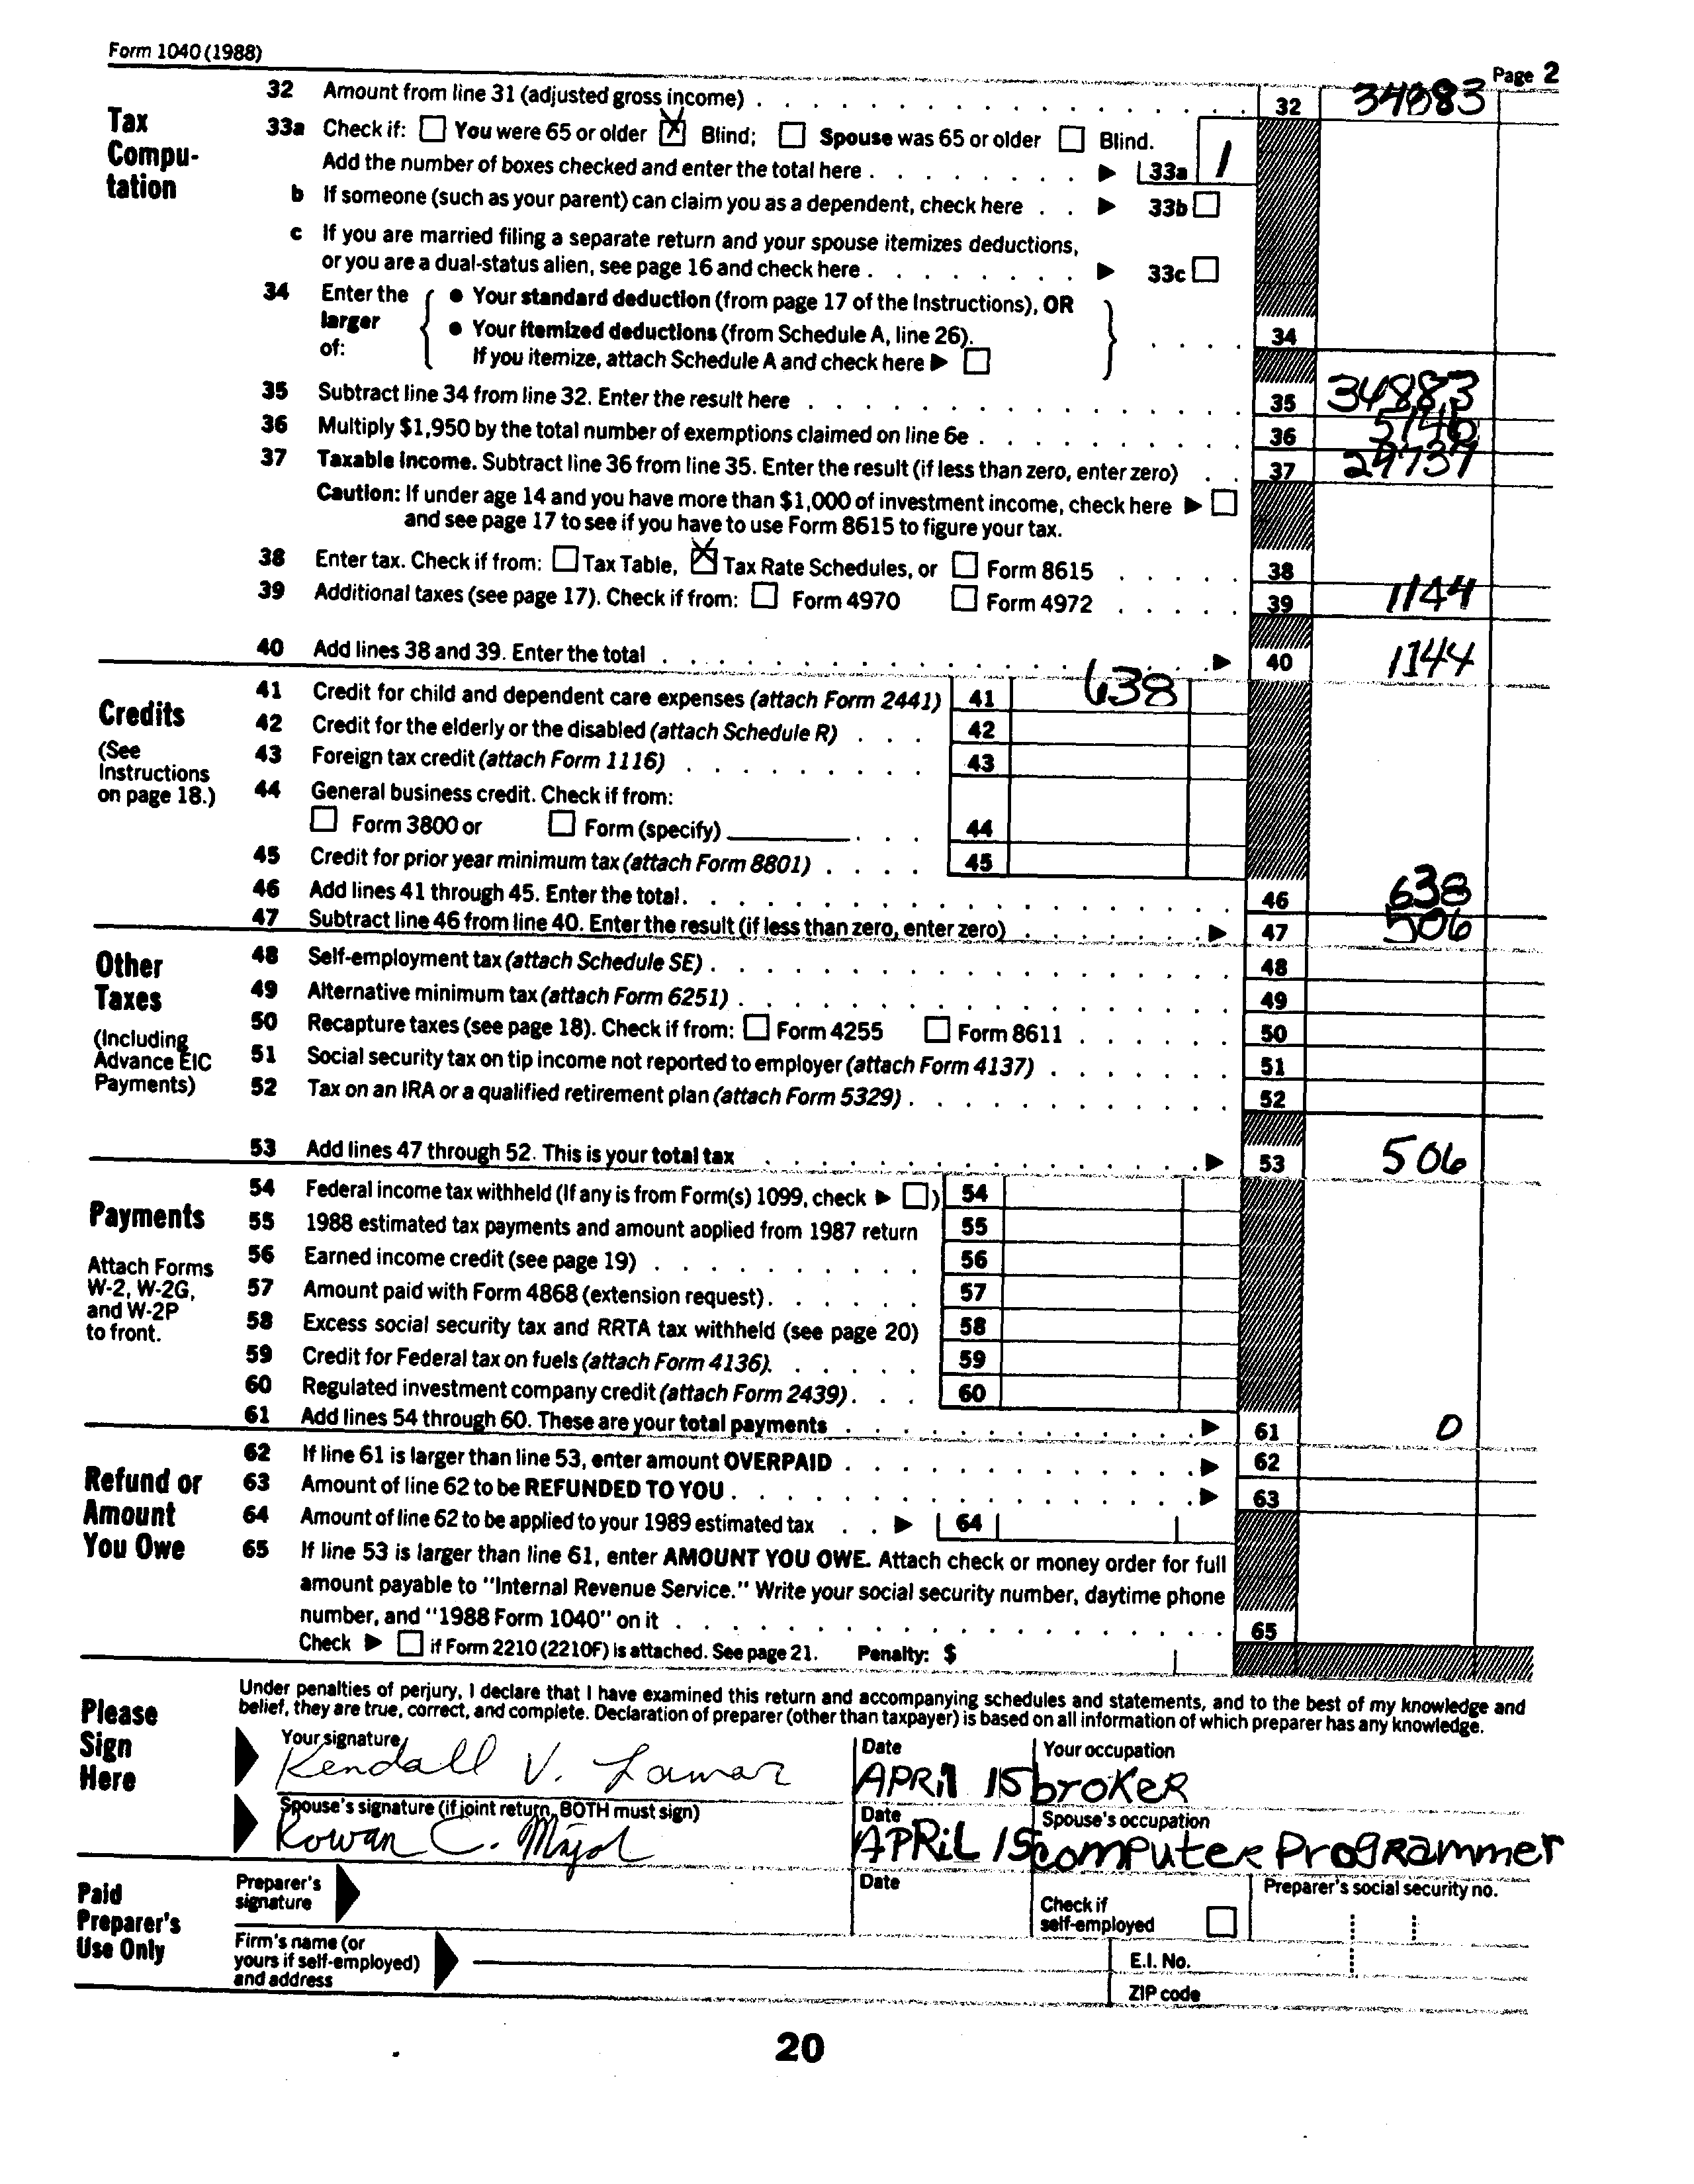 Form 1040 (1988)
Page 2
Tax Compu-
tation
32 Amount from line 31 (adjusted gross income) . . . 32 34883
33a Check if: You were 65 or older X Blind; Spouse was 65 or older Blind.
Add the number of boxes checked and enter the total here . . . ▶ 33a 1
b If someone (such as your parent) can claim you as a dependent, check here . . ▶ 33b
c If you are married filing a separate return and your spouse itemizes deductions,
or you are a dual-status alien, see page 16 and check here . . . ▶ 33c
34 Enter the larger of:
● Your standard deduction (from page 17 of the Instructions), OR
● Your itemized deductions (from Schedule A, line 26).
If you itemize, attach Schedule A and check here ▶
. . . . 34
35 Subtract line 34 from line 32. Enter the result here . . . 35 34883
36 Multiply $1,950 by the total number of exemptions claimed on line 6e . . . 36 5146
37 Taxable income. Subtract line 36 from line 35. Enter the result (if less than zero, enter zero) . . 37 29737
Caution: If under age 14 and you have more than $1,000 of investment income, check here ▶
and see page 17 to see if you have to use Form 8615 to figure your tax.
38 Enter tax. Check if from: Tax Table, X Tax Rate Schedules, or Form 8615 . . . 38
39 Additional taxes (see page 17). Check if from: Form 4970 Form 4972 . . . 39 1144
40 Add lines 38 and 39. Enter the total . . . ▶ 40 1144
Credits
(See
Instructions
on page 18.)
41 Credit for child and dependent care expenses (attach Form 2441) 41 638
42 Credit for the elderly or the disabled (attach Schedule R) . . . 42
43 Foreign tax credit (attach Form 1116) . . . 43
44 General business credit. Check if from:
Form 3800 or Form (specify) . . . 44
45 Credit for prior year minimum tax (attach Form 8801) . . . 45
46 Add lines 41 through 45. Enter the total. . . . 46 638
47 Subtract line 46 from line 40. Enter the result (if less than zero, enter zero) . . . ▶ 47 506
Other
Taxes
(Including
Advance EIC
Payments)
48 Self-employment tax (attach Schedule SE) . . . 48
49 Alternative minimum tax (attach Form 6251) . . . 49
50 Recapture taxes (see page 18). Check if from: Form 4255 Form 8611 . . . 50
51 Social security tax on tip income not reported to employer (attach Form 4137) . . . 51
52 Tax on an IRA or a qualified retirement plan (attach Form 5329) . . . 52
53 Add lines 47 through 52. This is your total tax . . . ▶ 53 506
Payments
Attach Forms
W-2, W-2G,
and W-2P
to front.
54 Federal income tax withheld (If any is from Form(s) 1099, check ▶ ) 54
55 1988 estimated tax payments and amount applied from 1987 return 55
56 Earned income credit (see page 19) . . . 56
57 Amount paid with Form 4868 (extension request) . . . 57
58 Excess social security tax and RRTA tax withheld (see page 20) 58
59 Credit for Federal tax on fuels (attach Form 4136). . . . 59
60 Regulated investment company credit (attach Form 2439) . . . 60
61 Add lines 54 through 60. These are your total payments . . . ▶ 61 0
Refund or
Amount
You Owe
62 If line 61 is larger than line 53, enter amount OVERPAID . . . ▶ 62
63 Amount of line 62 to be REFUNDED TO YOU . . . ▶ 63
64 Amount of line 62 to be applied to your 1989 estimated tax . . ▶ 64
65 If line 53 is larger than line 61, enter AMOUNT YOU OWE. Attach check or money order for full
amount payable to "Internal Revenue Service." Write your social security number, daytime phone
number, and "1988 Form 1040" on it . . . 65
Check ▶ if Form 2210 (2210F) is attached. See page 21. Penalty: $
Please
Sign
Here
Under penalties of perjury, I declare that I have examined this return and accompanying schedules and statements, and to the best of my knowledge and
belief, they are true, correct, and complete. Declaration of preparer (other than taxpayer) is based on all information of which preparer has any knowledge.
Your signature Date Your occupation
Kendall V. Lamar APRil 15 broKeR
Spouse's signature (if joint return, BOTH must sign) Date Spouse's occupation
Rowan C. Major APRiL 15 computer Programmer
Paid
Preparer's
Use Only
Preparer's
signature
Date
Check if
self-employed
Preparer's social security no.
Firm's name (or
yours if self-employed)
and address
E.I. No.
ZIP code
20